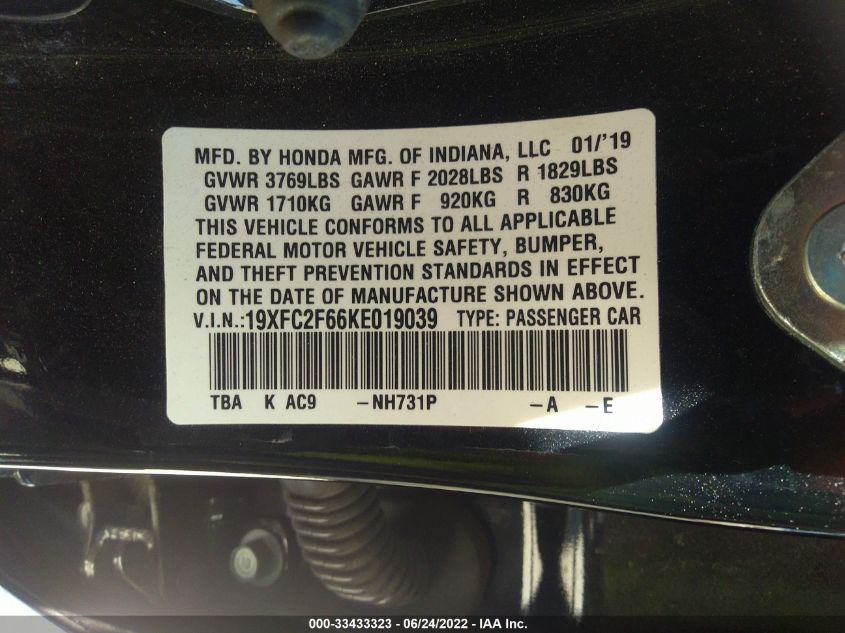 MFD. BY HONDA MFG. OF INDIANA, LLC 01/'19
GVWR 3769LBS GAWR F 2028LBS R 1829LBS
GVWR 1710KG GAWR F 920KG R 830KG
THIS VEHICLE CONFORMS TO ALL APPLICABLE
FEDERAL MOTOR VEHICLE SAFETY, BUMPER,
AND THEFT PREVENTION STANDARDS IN EFFECT
ON THE DATE OF MANUFACTURE SHOWN ABOVE.
V.I.N.:19XFC2F66KE019039 TYPE: PASSENGER CAR
TBA K AC9 -NH731P -A -E
000-33433323 - 06/24/2022 - IAA Inc.